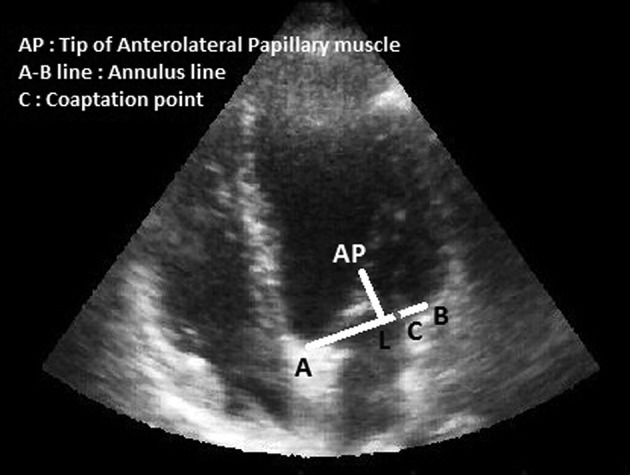 AP : Tip of Anterolateral Papillary muscle
A-B line : Annulus line
C : Coaptation point
AP
B
C
L
A